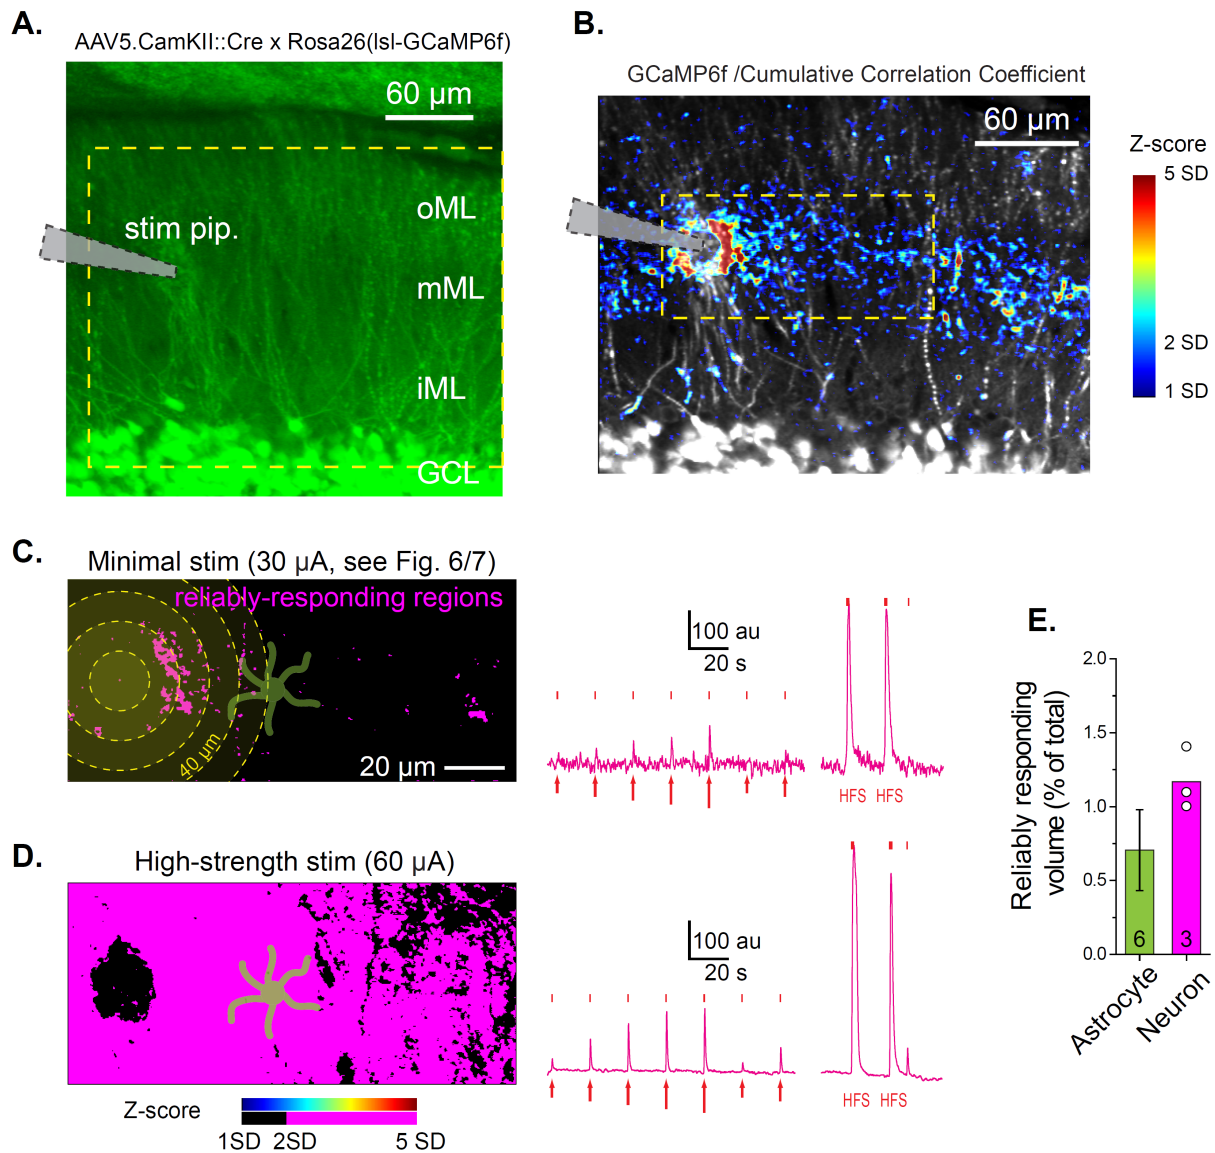 A.
AAV5.CamKII::Cre x Rosa26(lsl-GCaMP6f)
60 µm
stim pip.
oML
mML
iML
GCL
B.
GCaMP6f /Cumulative Correlation Coefficient
60 µm
Z-score
5 SD
2 SD
1 SD
C.
Minimal stim (30 µA, see Fig. 6/7)
reliably-responding regions
40 µm
20 µm
100 au
20 s
HFS HFS
D.
High-strength stim (60 µA)
Z-score
1SD 2SD 5 SD
100 au
20 s
HFS HFS
E.
Reliably responding
volume (% of total)
2.0
1.5
1.0
0.5
0.0
6
3
Astrocyte
Neuron